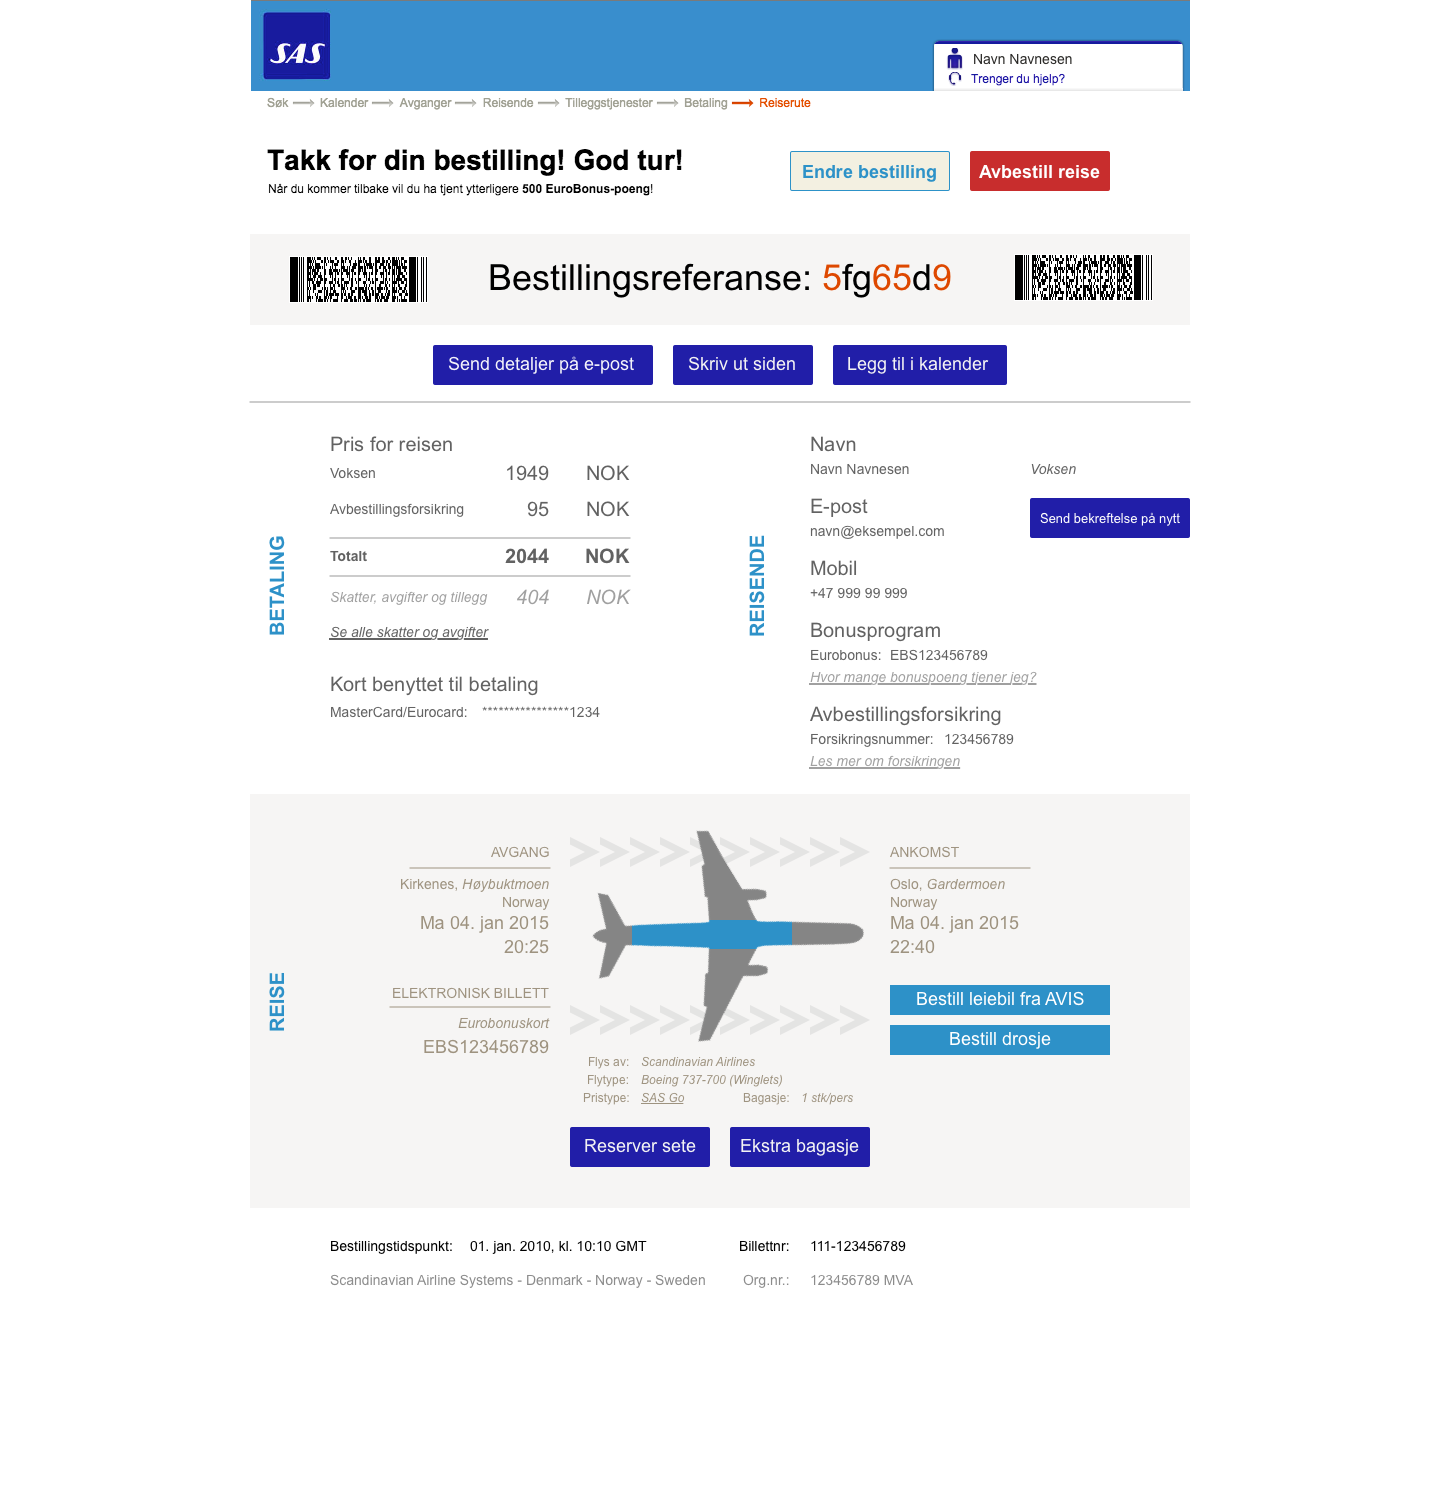 SAS
Navn Navnesen
Trenger du hjelp?
Søk Kalender Avganger Reisende Tilleggstjenester Betaling Reiserute
Takk for din bestilling! God tur!
Når du kommer tilbake vil du ha tjent ytterligere 500 EuroBonus-poeng!
Endre bestilling
Avbestill reise
Bestillingsreferanse: 5fg65d9
Send detaljer på e-post
Skriv ut siden
Legg til i kalender
BETALING
Pris for reisen
Voksen 1949 NOK
Avbestillingsforsikring 95 NOK
Totalt 2044 NOK
Skatter, avgifter og tillegg 404 NOK
Se alle skatter og avgifter
Kort benyttet til betaling
MasterCard/Eurocard: ****************1234
REISENDE
Navn
Navn Navnesen Voksen
E-post
navn@eksempel.com
Send bekreftelse på nytt
Mobil
+47 999 99 999
Bonusprogram
Eurobonus: EBS123456789
Hvor mange bonuspoeng tjener jeg?
Avbestillingsforsikring
Forsikringsnummer: 123456789
Les mer om forsikringen
REISE
AVGANG
Kirkenes, Høybuktmoen
Norway
Ma 04. jan 2015
20:25
ELEKTRONISK BILLETT
Eurobonuskort
EBS123456789
Flys av: Scandinavian Airlines
Flytype: Boeing 737-700 (Winglets)
Pristype: SAS Go Bagasje: 1 stk/pers
Reserver sete
Ekstra bagasje
ANKOMST
Oslo, Gardermoen
Norway
Ma 04. jan 2015
22:40
Bestill leiebil fra AVIS
Bestill drosje
Bestillingstidspunkt: 01. jan. 2010, kl. 10:10 GMT Billettnr: 111-123456789
Scandinavian Airline Systems - Denmark - Norway - Sweden Org.nr.: 123456789 MVA